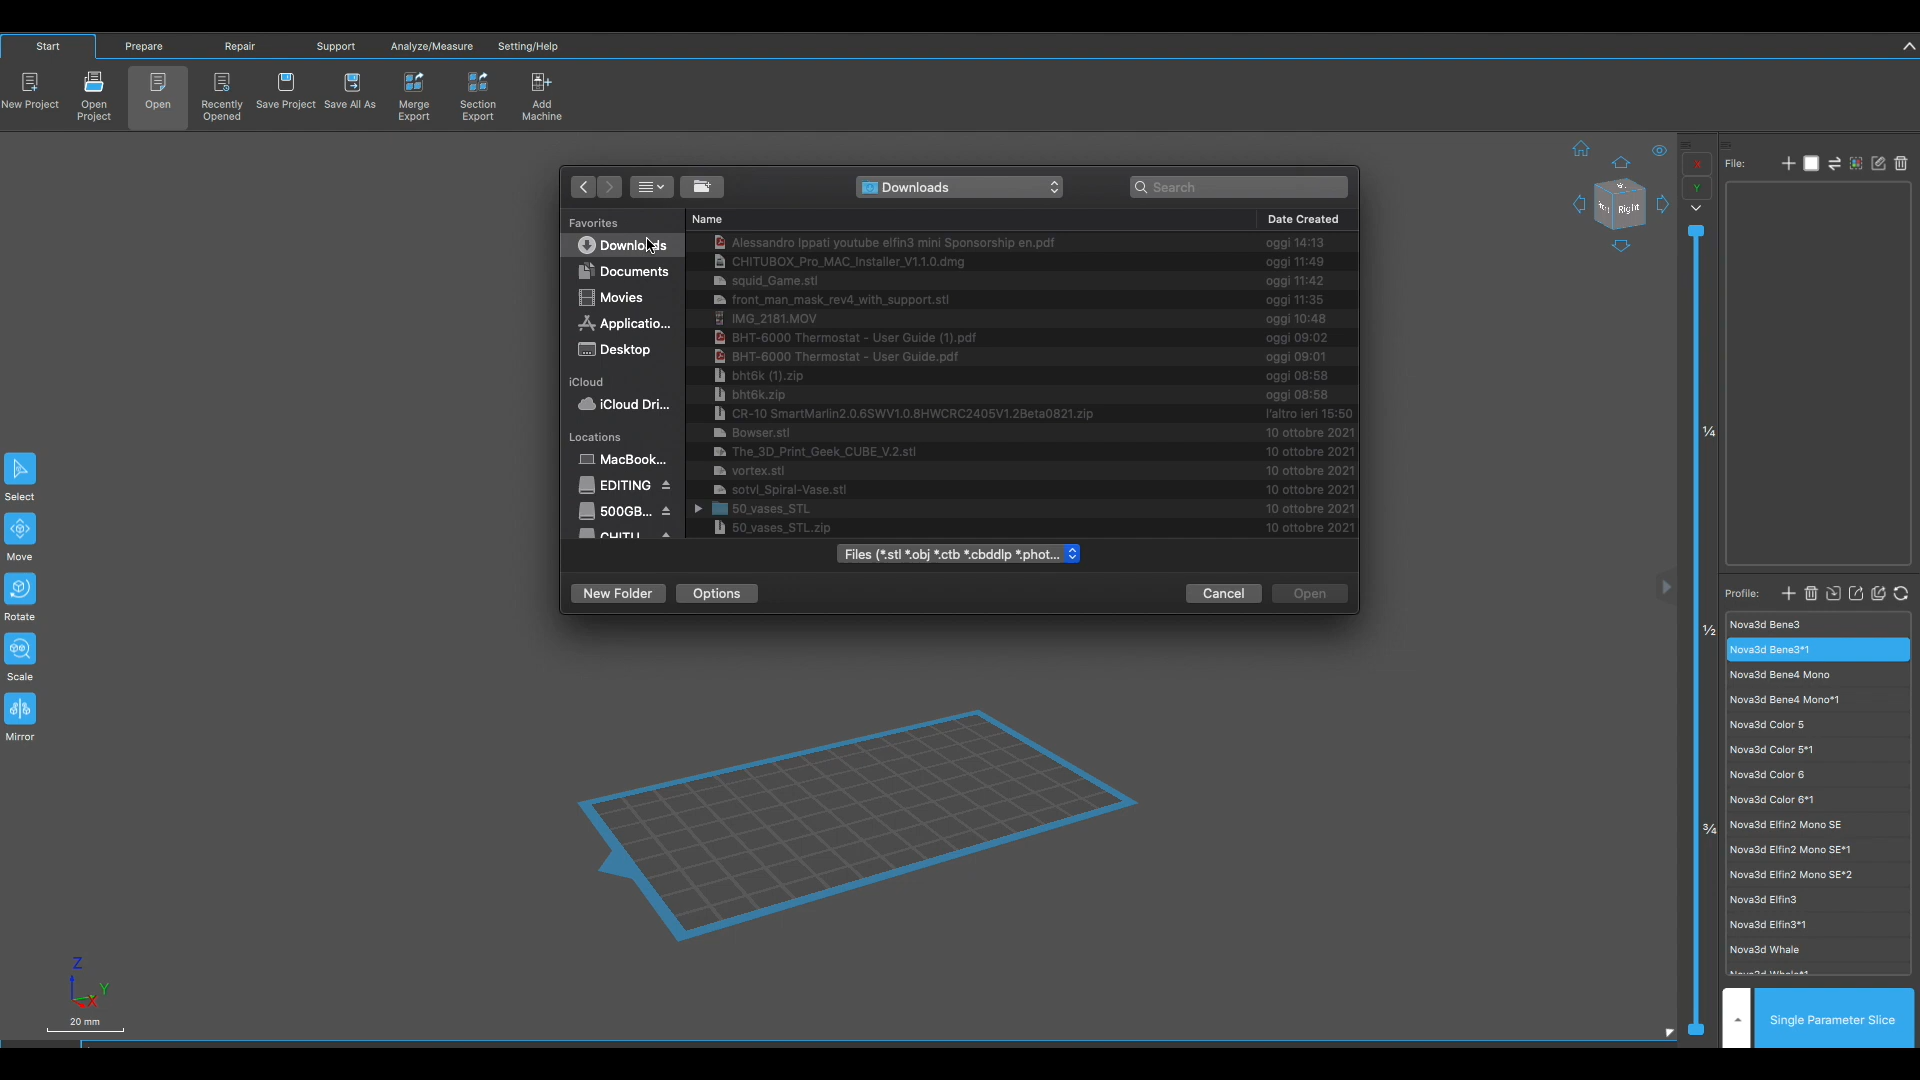 Start
Prepare
Repair
Support
Analyze/Measure
Setting/Help
New Project
Open
Project
Open
Recently
Opened
Save Project
Save All As
Merge
Export
Section
Export
Add
Machine
Downloads
Search
Favorites
Downloads
Documents
Movies
Applicatio...
Desktop
iCloud
iCloud Dri...
Locations
MacBook...
EDITING
500GB...
CHITU
Name
Date Created
Alessandro Ippati youtube elfin3 mini Sponsorship en.pdf
oggi 14:13
CHITUBOX_Pro_MAC_Installer_V1.1.0.dmg
oggi 11:49
squid_Game.stl
oggi 11:42
front_man_mask_rev4_with_support.stl
oggi 11:35
IMG_2181.MOV
oggi 10:48
BHT-6000 Thermostat - User Guide (1).pdf
oggi 09:02
BHT-6000 Thermostat - User Guide.pdf
oggi 09:01
bht6k (1).zip
oggi 08:58
bht6k.zip
oggi 08:58
CR-10 SmartMarlin2.0.6SWV1.0.8HWCRC2405V1.2Beta0821.zip
l'altro ieri 15:50
Bowser.stl
10 ottobre 2021
The_3D_Print_Geek_CUBE_V.2.stl
10 ottobre 2021
vortex.stl
10 ottobre 2021
sotvl_Spiral-Vase.stl
10 ottobre 2021
50_vases_STL
10 ottobre 2021
50_vases_STL.zip
10 ottobre 2021
Files (*.stl *.obj *.ctb *.cbddlp *.phot...
New Folder
Options
Cancel
Open
Select
Move
Rotate
Scale
Mirror
Z
Y
X
20 mm
Right
X
Y
¼
½
¾
File:
Profile:
Nova3d Bene3
Nova3d Bene3*1
Nova3d Bene4 Mono
Nova3d Bene4 Mono*1
Nova3d Color 5
Nova3d Color 5*1
Nova3d Color 6
Nova3d Color 6*1
Nova3d Elfin2 Mono SE
Nova3d Elfin2 Mono SE*1
Nova3d Elfin2 Mono SE*2
Nova3d Elfin3
Nova3d Elfin3*1
Nova3d Whale
Nova3d Whale*1
Single Parameter Slice